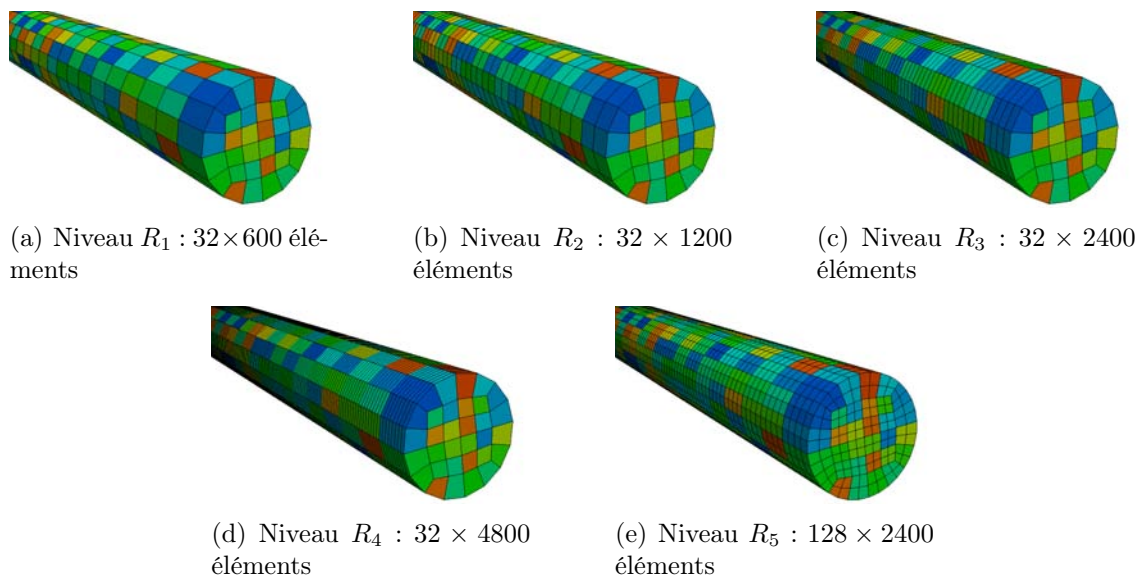 (a) Niveau R₁ : 32×600 élé-
ments
(b) Niveau R₂ : 32 × 1200
éléments
(c) Niveau R₃ : 32 × 2400
éléments
(d) Niveau R₄ : 32 × 4800
éléments
(e) Niveau R₅ : 128 × 2400
éléments